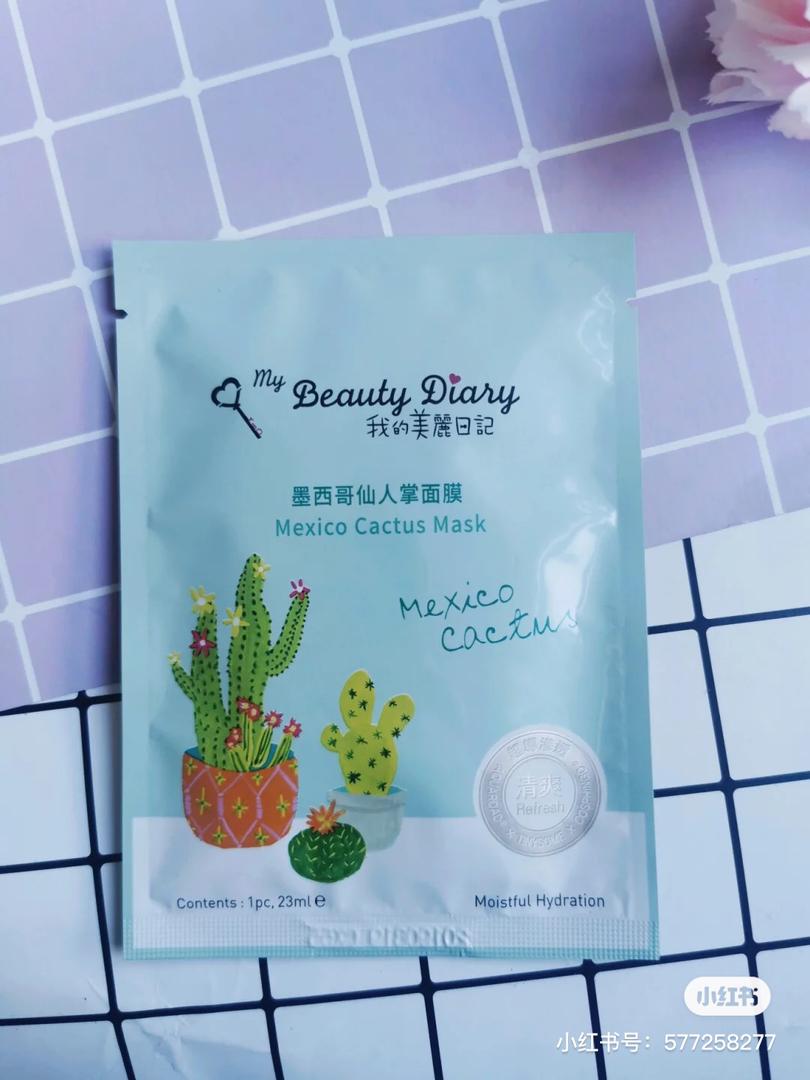 My Beauty Diary
我的美麗日記
墨西哥仙人掌面膜
Mexico Cactus Mask
Mexico
Cactus
清爽
Refresh
Contents : 1pc, 23ml ℮
Moistful Hydration
小红书
小红书号：577258277